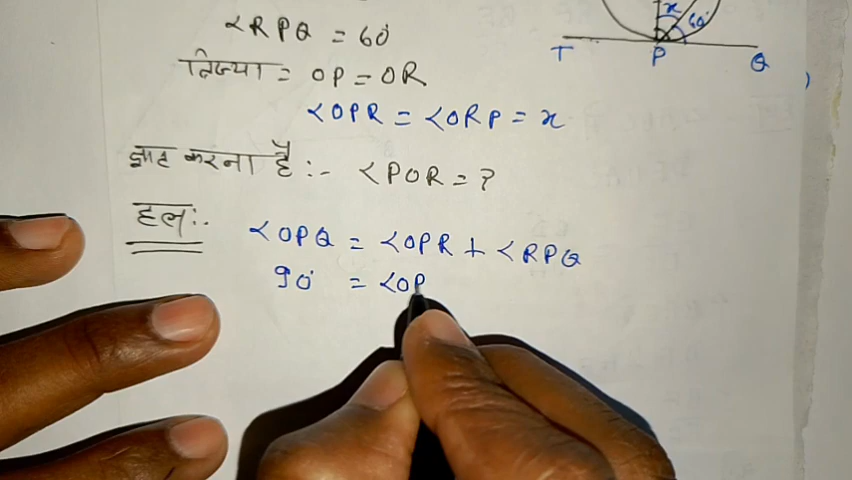 x 60°
T P Q
<RPQ = 60°
त्रिज्या = OP = OR
<OPR = <ORP = x
ज्ञात करना है :- <POR = ?
हल :-
<OPQ = <OPR + <RPQ
90° = <OP